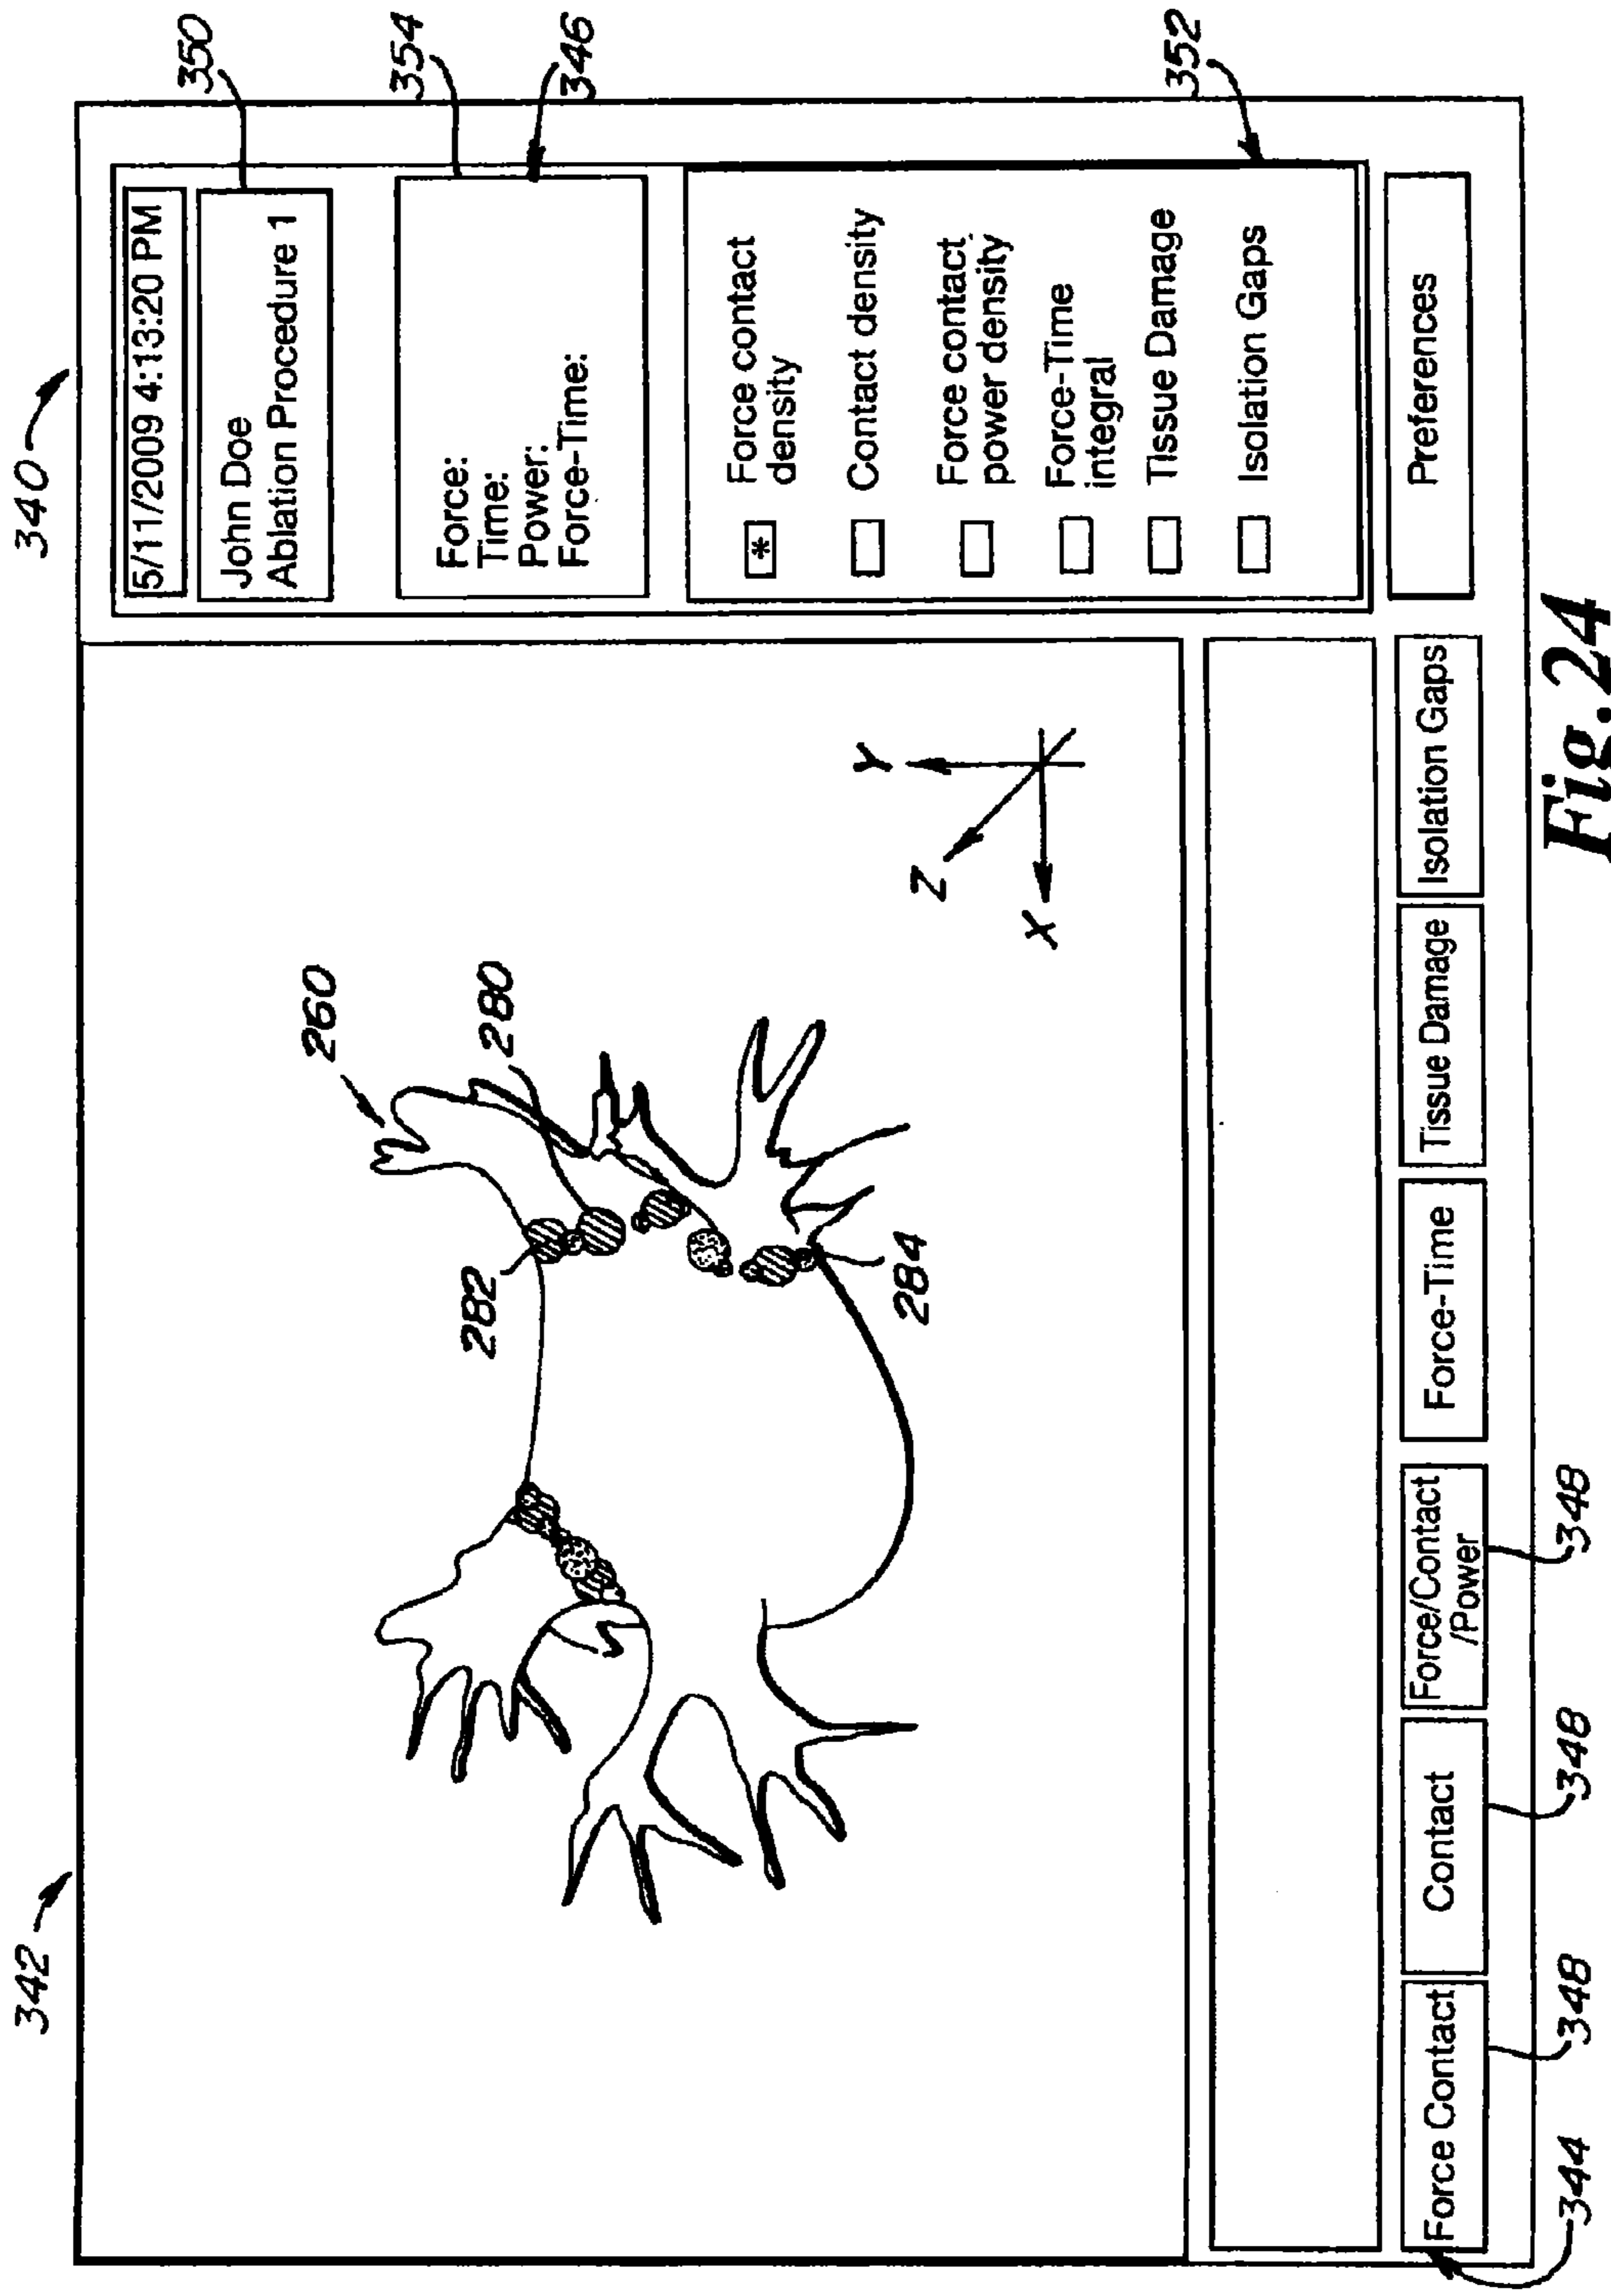 340
342
350
354
346
352
5/11/2009 4:13:20 PM
John Doe
Ablation Procedure 1
Force:
Time:
Power:
Force-Time:
* Force contact
density
Contact density
Force contact
power density
Force-Time
integral
Tissue Damage
Isolation Gaps
Preferences
260
280
282
284
Y
Z
X
Force Contact
Contact
Force/Contact
/Power
Force-Time
Tissue Damage
Isolation Gaps
344
348
348
348
Fig.24